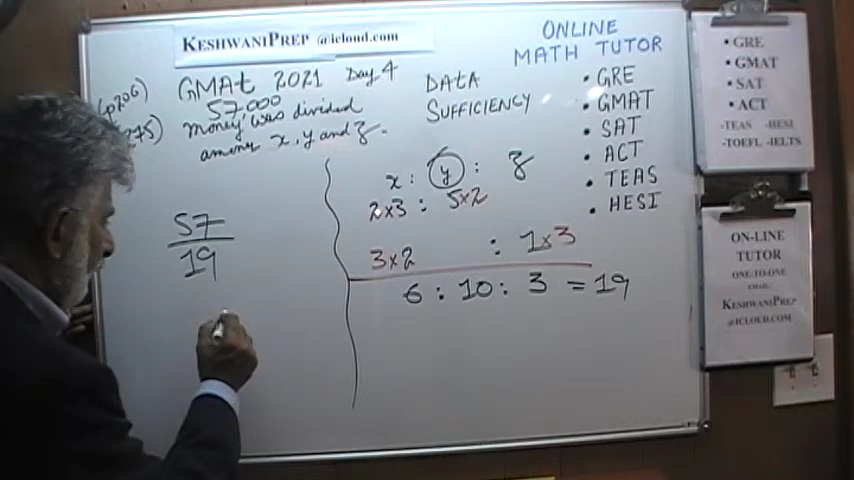 KESHWANIPREP @icloud.com
GMAt 2021 Day 4
(p206)
57.000
Money was divided
275)
among x, y and z.
DATA
SUFFICIENCY
ONLINE
MATH TUTOR
• GRE
• GMAT
• SAT
• ACT
• TEAS
• HESI
x : y : z
2x3 : 5x2
3x2 : 1x3
6 : 10 : 3 = 19
57
19
• GRE
• GMAT
• SAT
• ACT
-TEAS -HESI
-TOEFL -IELTS
ON-LINE
TUTOR
ONE-TO-ONE
EMAIL:
KESHWANIPREP
@ICLOUD.COM